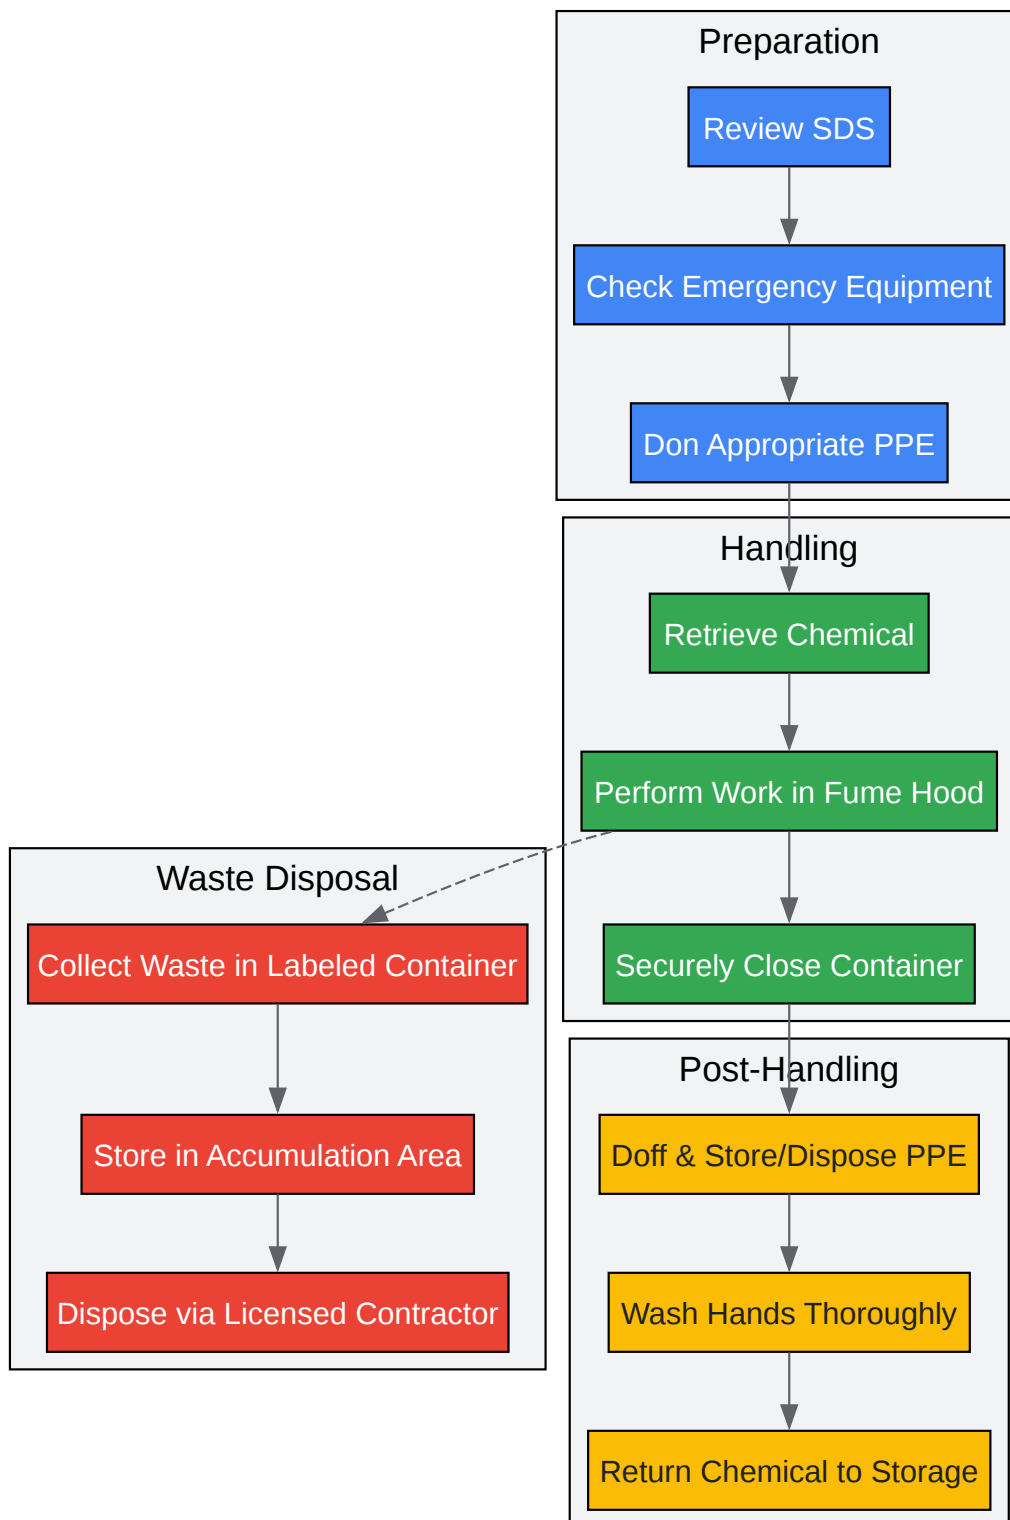 Preparation
Review SDS
Check Emergency Equipment
Don Appropriate PPE
Handling
Retrieve Chemical
Perform Work in Fume Hood
Securely Close Container
Waste Disposal
Collect Waste in Labeled Container
Store in Accumulation Area
Dispose via Licensed Contractor
Post-Handling
Doff & Store/Dispose PPE
Wash Hands Thoroughly
Return Chemical to Storage